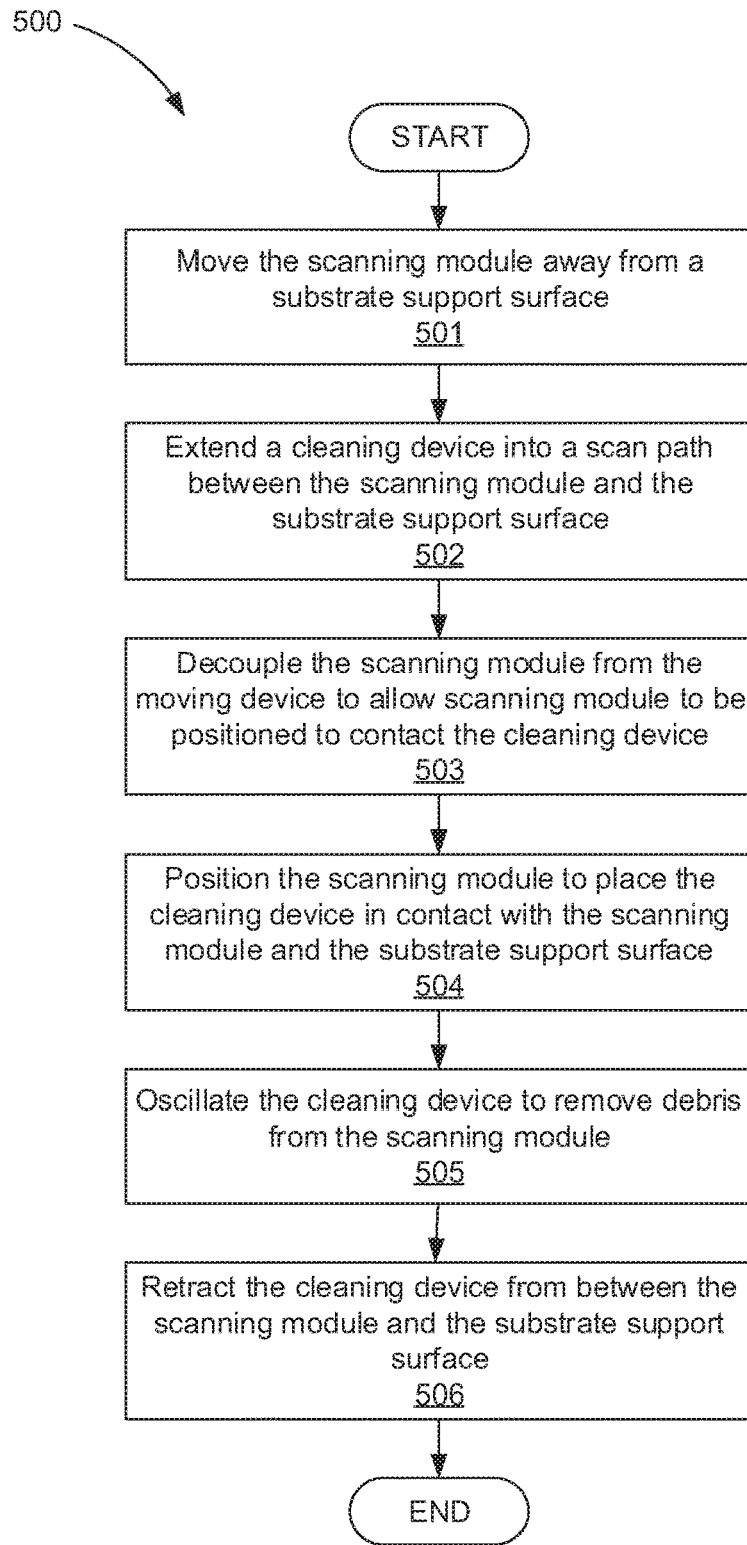 500
START
Move the scanning module away from a
substrate support surface
501
Extend a cleaning device into a scan path
between the scanning module and the
substrate support surface
502
Decouple the scanning module from the
moving device to allow scanning module to be
positioned to contact the cleaning device
503
Position the scanning module to place the
cleaning device in contact with the scanning
module and the substrate support surface
504
Oscillate the cleaning device to remove debris
from the scanning module
505
Retract the cleaning device from between the
scanning module and the substrate support
surface
506
END